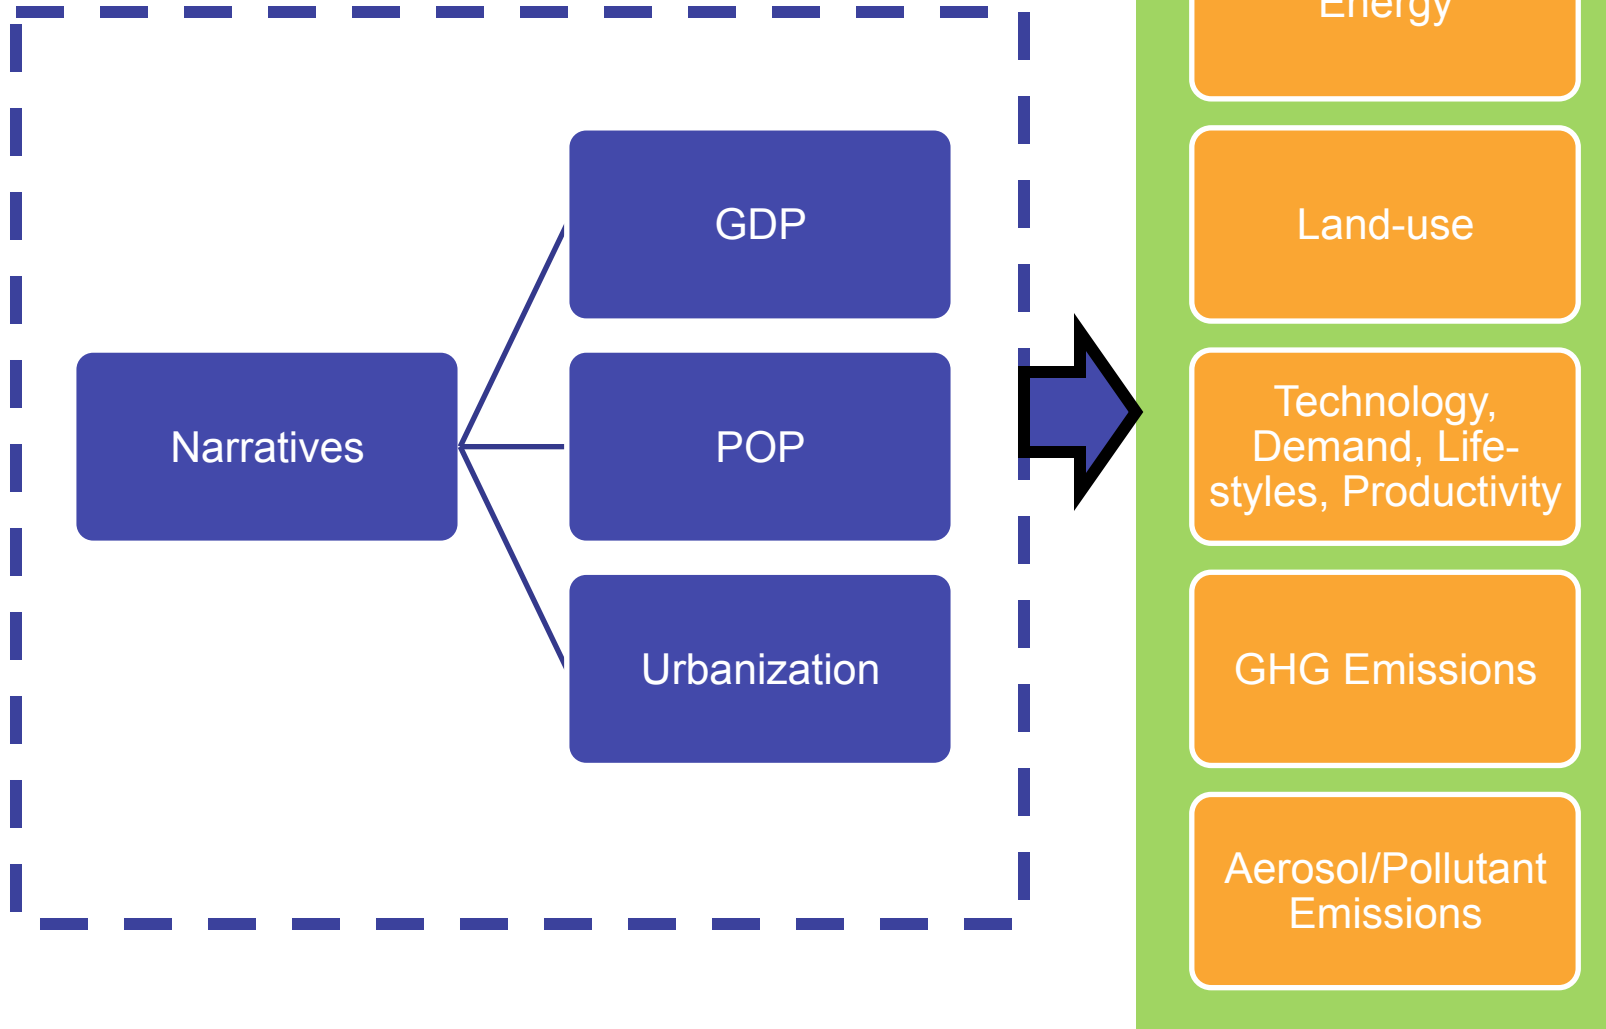 Energy
GDP
Land-use
Narratives
POP
Technology,
Demand, Life-
styles, Productivity
Urbanization
GHG Emissions
Aerosol/Pollutant
Emissions